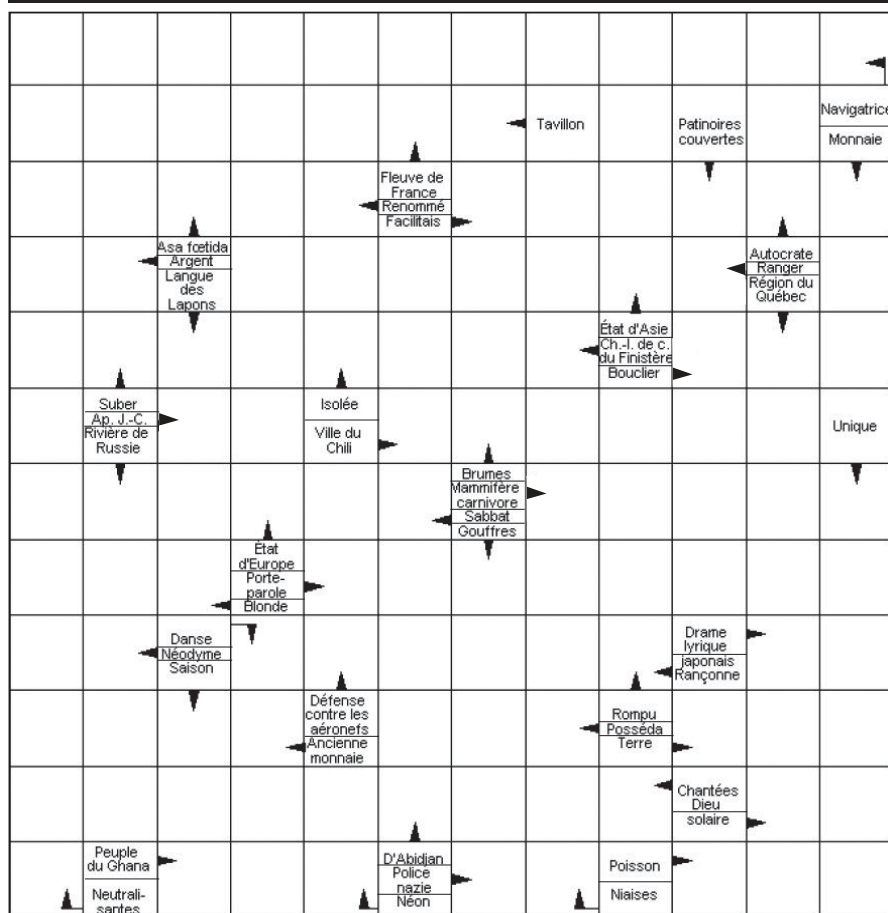 Tavillon
Patinoires
couvertes
Navigatrice
Monnaie
Fleuve de
France
Renommé
Facilitais
Asa fœtida
Argent
Langue
des
Lapons
Autocrate
Ranger
Région du
Québec
État d'Asie
Ch.-l. de c.
du Finistère
Bouclier
Suber
Ap. J.-C.
Rivière de
Russie
Isolée
Ville du
Chili
Unique
Brumes
Mammifère
carnivore
Sabbat
Gouffres
État
d'Europe
Porte-
parole
Blonde
Danse
Néodyme
Saison
Drame
lyrique
japonais
Rançonne
Défense
contre les
aéronefs
Ancienne
monnaie
Rompu
Posséda
Terre
Chantées
Dieu
solaire
Peuple
du Ghana
Neutrali-
santes
D'Abidjan
Police
nazie
Néon
Poisson
Niaises